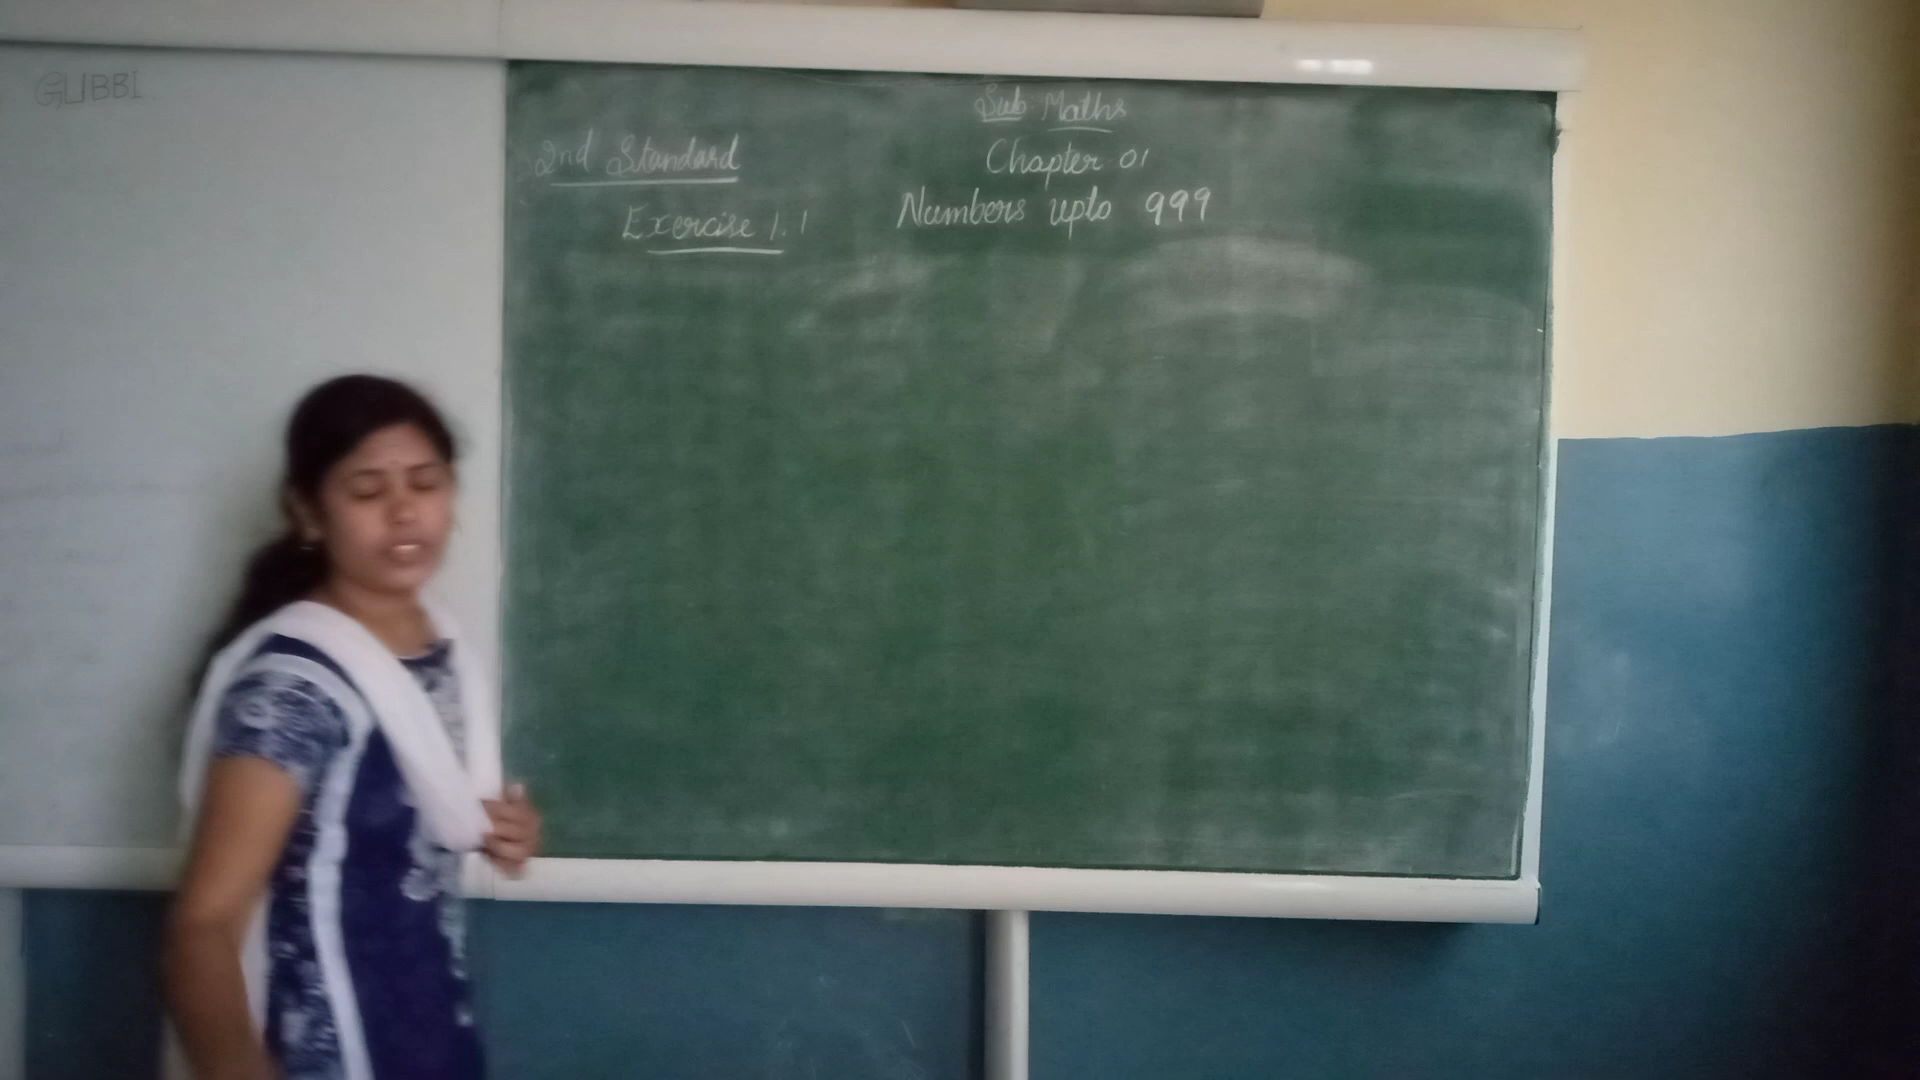 GUBBI
Sub: Maths
2nd Standard
Chapter 01
Exercise 1.1
Numbers upto 999